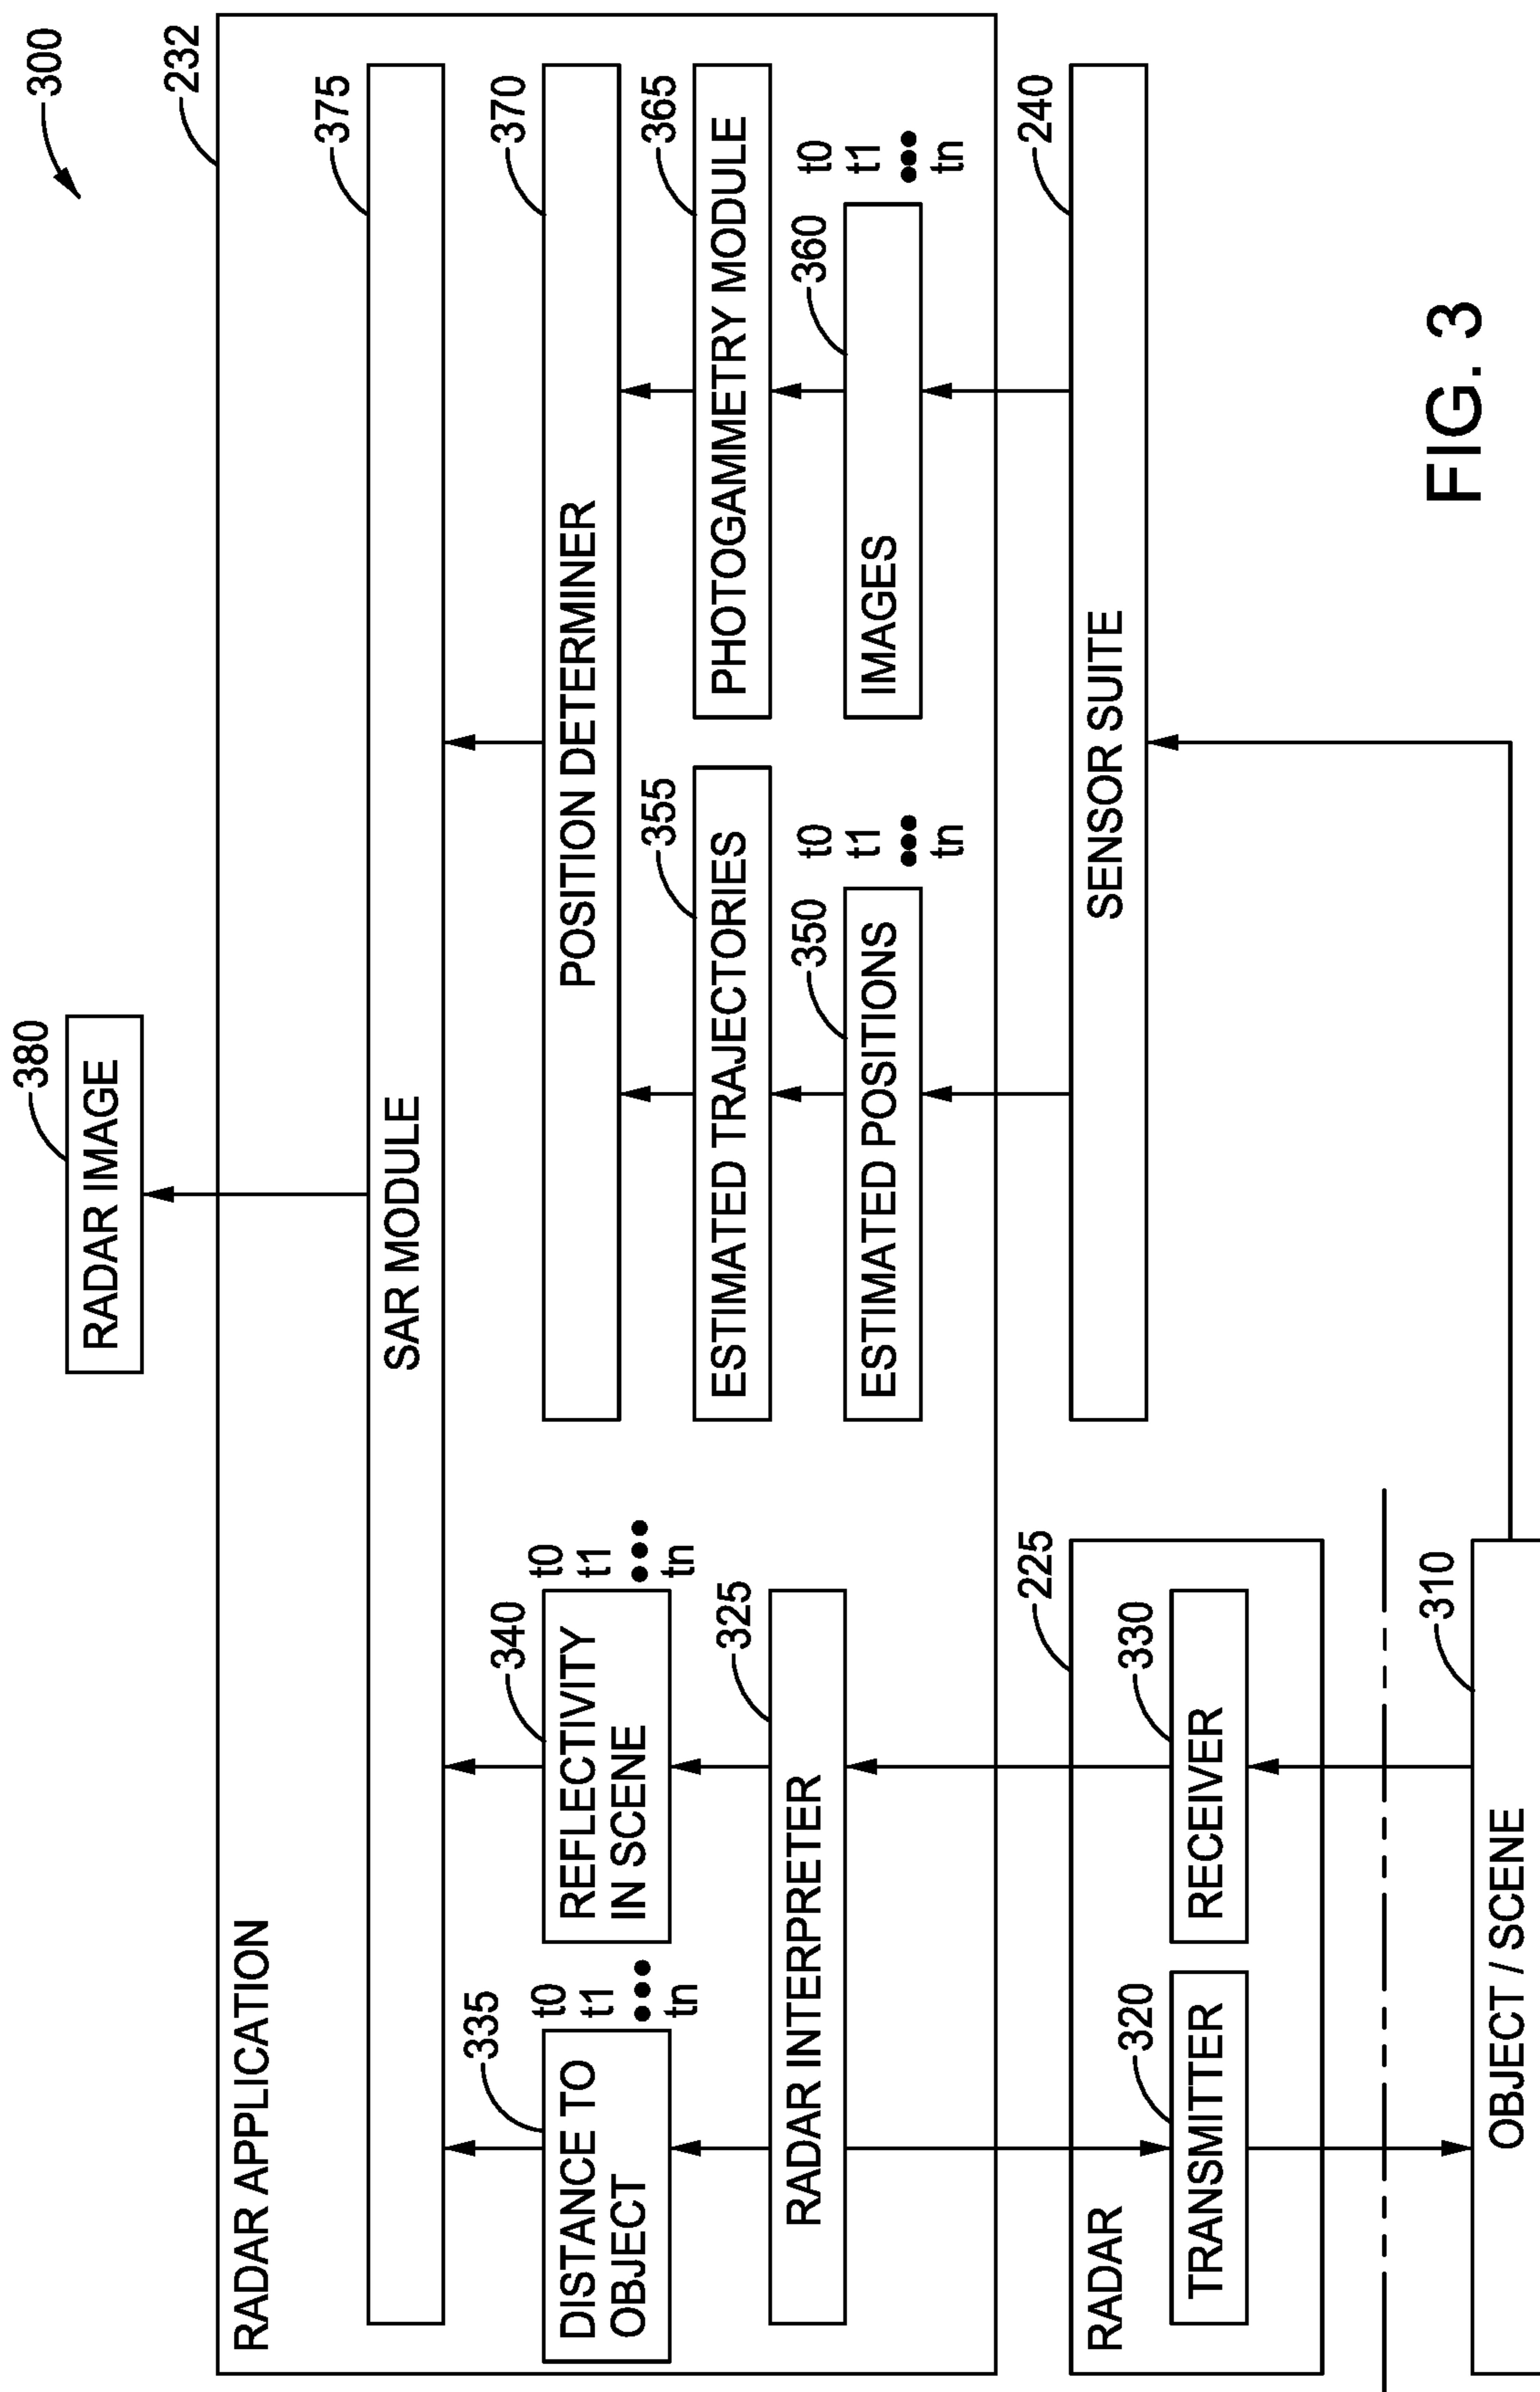 300
380
RADAR IMAGE
232
RADAR APPLICATION
375
SAR MODULE
335
DISTANCE TO
OBJECT
t0
t1
tn
340
REFLECTIVITY
IN SCENE
t0
t1
tn
370
POSITION DETERMINER
355
ESTIMATED TRAJECTORIES
365
PHOTOGAMMETRY MODULE
325
RADAR INTERPRETER
350
ESTIMATED POSITIONS
t0
t1
tn
360
IMAGES
t0
t1
tn
225
RADAR
320
TRANSMITTER
330
RECEIVER
240
SENSOR SUITE
310
OBJECT / SCENE
FIG. 3